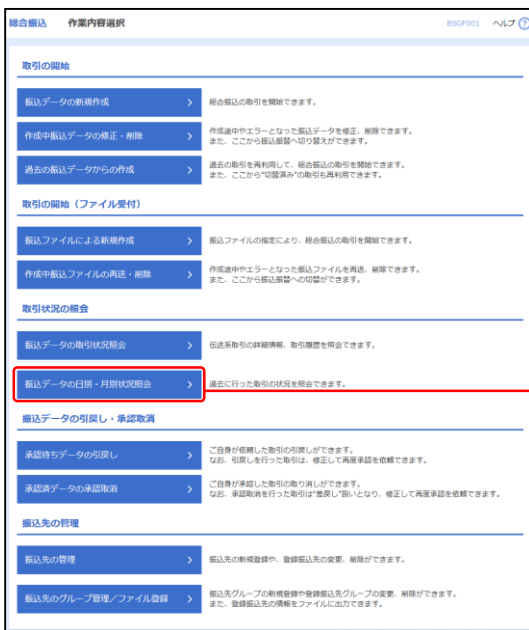 総合振込 作業内容選択 BSGF001 ヘルプ ?
取引の開始
振込データの新規作成 > 総合振込の取引を開始できます。
作成中振込データの修正・削除 > 作成途中やエラーとなった振込データを修正、削除できます。
また、ここから振込振替へ切り替えができます。
過去の振込データからの作成 > 過去の取引を再利用して、総合振込の取引を開始できます。
また、ここから"切替済み"の取引も再利用できます。
取引の開始（ファイル受付）
振込ファイルによる新規作成 > 振込ファイルの指定により、総合振込の取引を開始できます。
作成中振込ファイルの再送・削除 > 作成途中やエラーとなった振込ファイルを再送、削除できます。
また、ここから振込振替への切替ができます。
取引状況の照会
振込データの取引状況照会 > 伝送系取引の詳細情報、取引履歴を照会できます。
振込データの日別・月別状況照会 > 過去に行った取引の状況を照会できます。
振込データの引戻し・承認取消
承認待ちデータの引戻し > ご自身が依頼した取引の引戻しができます。
なお、引戻しを行った取引は、修正して再度承認を依頼できます。
承認済データの承認取消 > ご自身が承認した取引の取り消しができます。
なお、承認取消を行った取引は"差戻し"扱いとなり、修正して再度承認を依頼できます。
振込先の管理
振込先の管理 > 振込先の新規登録や、登録振込先の変更、削除ができます。
振込先のグループ管理／ファイル登録 > 振込先グループの新規登録や登録振込先グループの変更、削除ができます。
また、登録振込先の情報をファイルに出力できます。